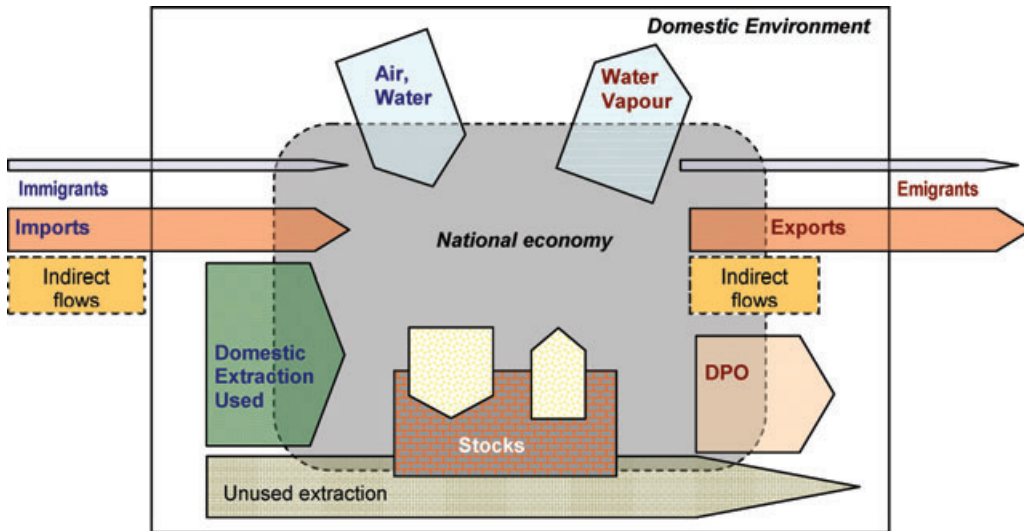 Domestic Environment
Air,
Water
Water
Vapour
Immigrants
Emigrants
Imports
National economy
Exports
Indirect
flows
Indirect
flows
Domestic
Extraction
Used
DPO
Stocks
Unused extraction